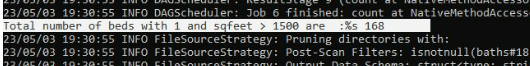 23/05/03 19:30:55 INFO DAGScheduler: Job 6 finished: count at NativeMethodAccesso
Total number of beds with 1 and sqfeet > 1500 are  :%s 168
23/05/03 19:30:55 INFO FileSourceStrategy: Pruning directories with:
23/05/03 19:30:55 INFO FileSourceStrategy: Post-Scan Filters: isnotnull(baths#18